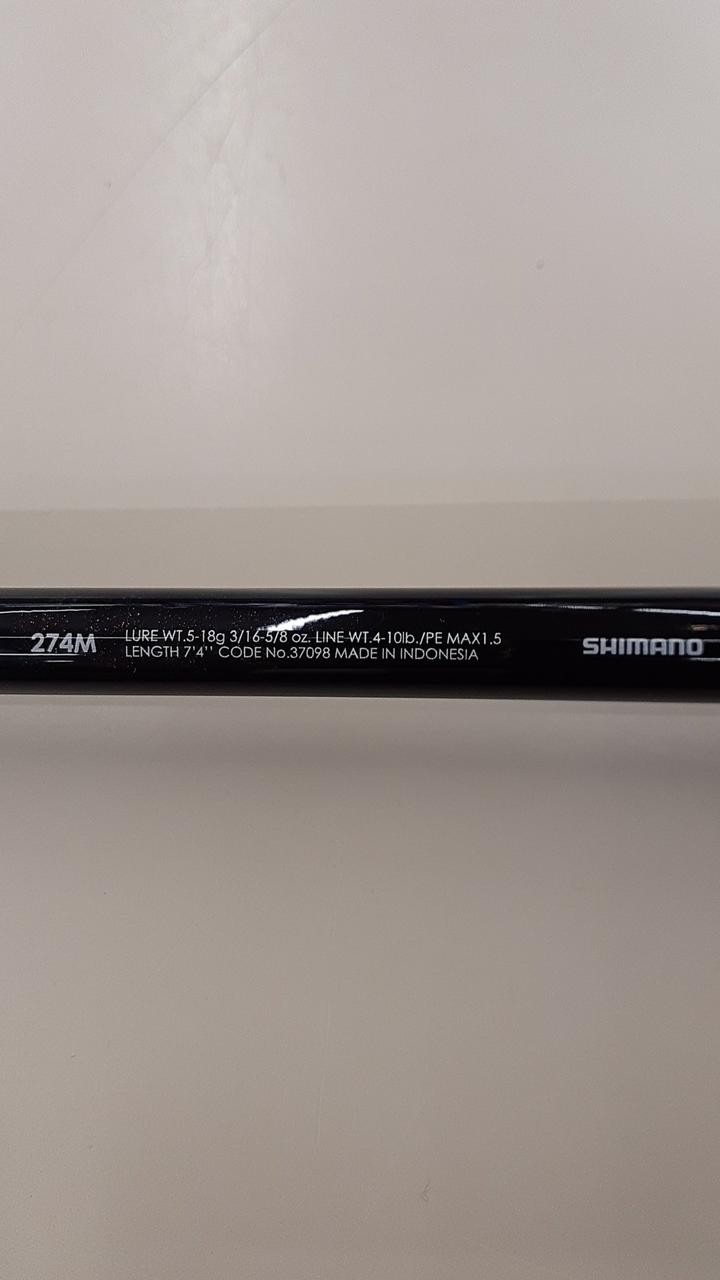 274M
LURE WT.5-18g 3/16-5/8 oz. LINE WT.4-10lb./PE MAX1.5
LENGTH 7'4'' CODE No.37098 MADE IN INDONESIA
SHIMANO